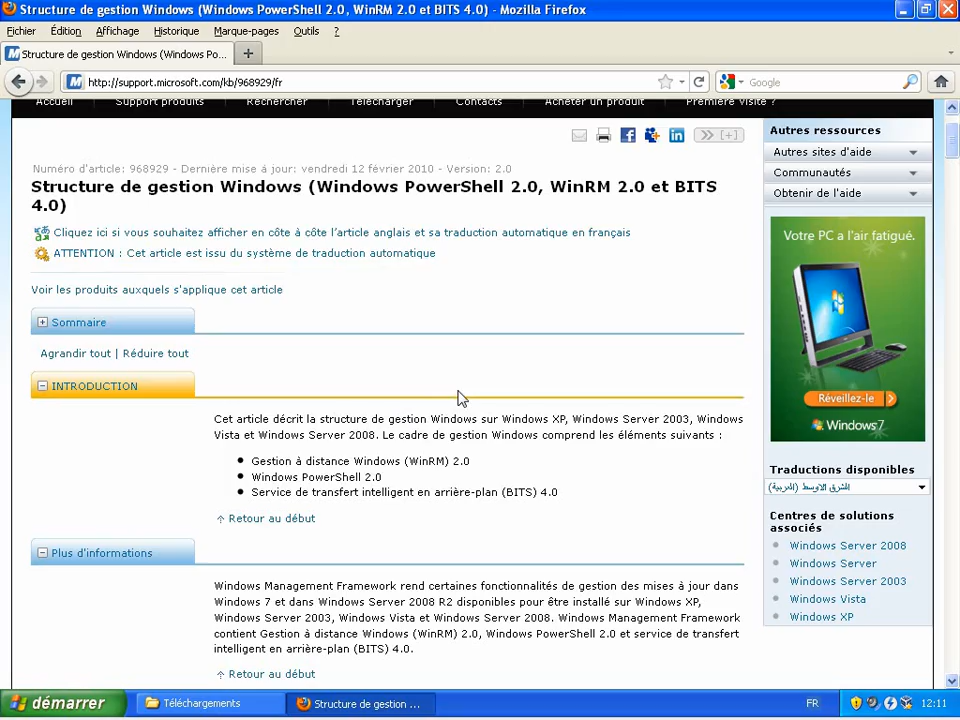 Structure de gestion Windows (Windows PowerShell 2.0, WinRM 2.0 et BITS 4.0) - Mozilla Firefox
Fichier Édition Affichage Historique Marque-pages Outils ?
Structure de gestion Windows (Windows Po...
http://support.microsoft.com/kb/968929/fr
Google
Accueil Support produits Rechercher Télécharger Contacts Acheter un produit Première visite ?
Numéro d'article: 968929 - Dernière mise à jour: vendredi 12 février 2010 - Version: 2.0
Structure de gestion Windows (Windows PowerShell 2.0, WinRM 2.0 et BITS
4.0)
Cliquez ici si vous souhaitez afficher en côte à côte l'article anglais et sa traduction automatique en français
ATTENTION : Cet article est issu du système de traduction automatique
Voir les produits auxquels s'applique cet article
Sommaire
Agrandir tout | Réduire tout
INTRODUCTION
Cet article décrit la structure de gestion Windows sur Windows XP, Windows Server 2003, Windows
Vista et Windows Server 2008. Le cadre de gestion Windows comprend les éléments suivants :
Gestion à distance Windows (WinRM) 2.0
Windows PowerShell 2.0
Service de transfert intelligent en arrière-plan (BITS) 4.0
Retour au début
Plus d'informations
Windows Management Framework rend certaines fonctionnalités de gestion des mises à jour dans
Windows 7 et dans Windows Server 2008 R2 disponibles pour être installé sur Windows XP,
Windows Server 2003, Windows Vista et Windows Server 2008. Windows Management Framework
contient Gestion à distance Windows (WinRM) 2.0, Windows PowerShell 2.0 et service de transfert
intelligent en arrière-plan (BITS) 4.0.
Retour au début
Autres ressources
Autres sites d'aide
Communautés
Obtenir de l'aide
Votre PC a l'air fatigué.
Réveillez-le
Windows 7
Traductions disponibles
الشرق الاوسط (العربية)
Centres de solutions
associés
Windows Server 2008
Windows Server
Windows Server 2003
Windows Vista
Windows XP
démarrer Téléchargements Structure de gestion ... FR 12:11